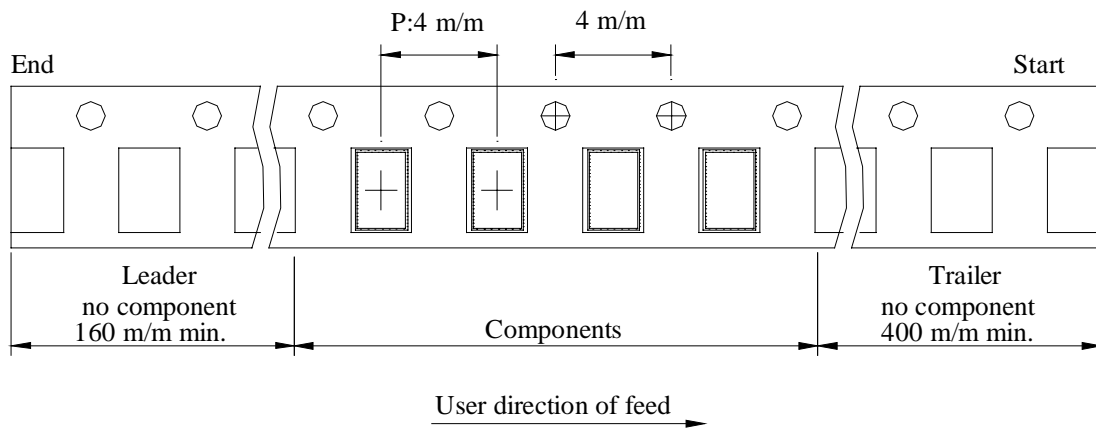 P:4 m/m
4 m/m
End
Start
Leader
no component
160 m/m min.
Components
Trailer
no component
400 m/m min.
User direction of feed